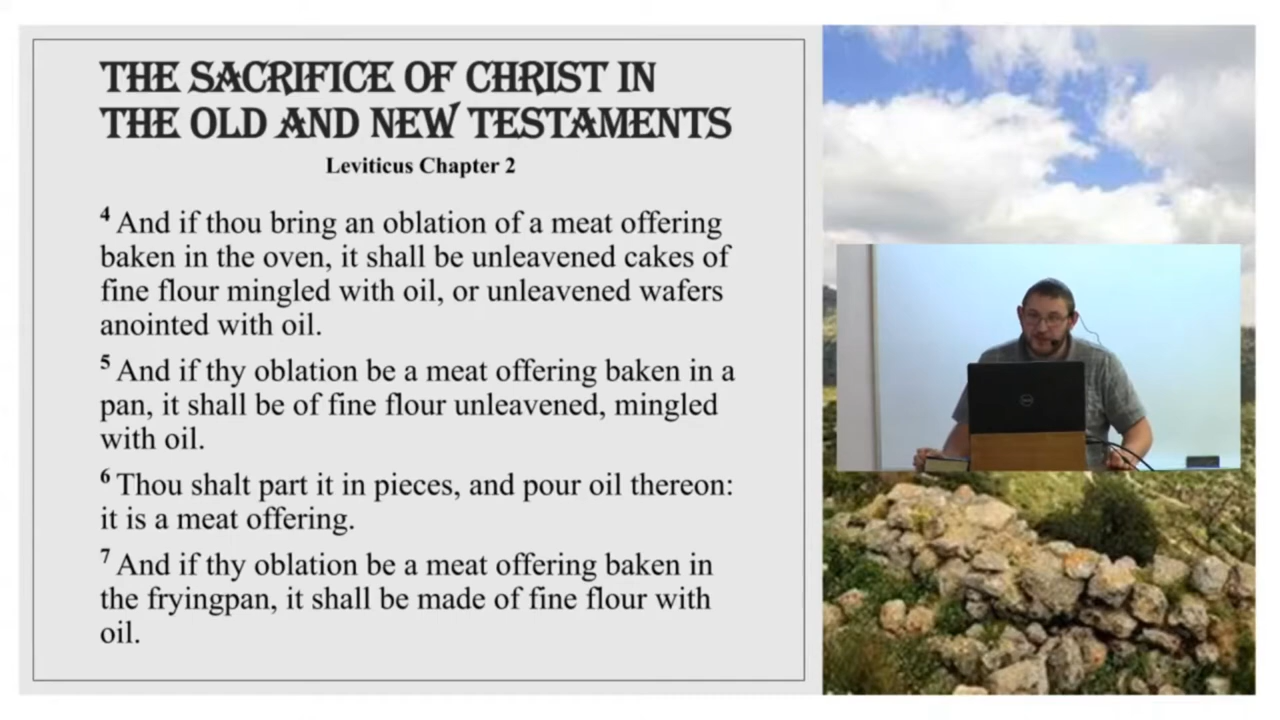 THE SACRIFICE OF CHRIST IN
THE OLD AND NEW TESTAMENTS
Leviticus Chapter 2
4 And if thou bring an oblation of a meat offering
baken in the oven, it shall be unleavened cakes of
fine flour mingled with oil, or unleavened wafers
anointed with oil.
5 And if thy oblation be a meat offering baken in a
pan, it shall be of fine flour unleavened, mingled
with oil.
6 Thou shalt part it in pieces, and pour oil thereon:
it is a meat offering.
7 And if thy oblation be a meat offering baken in
the fryingpan, it shall be made of fine flour with
oil.